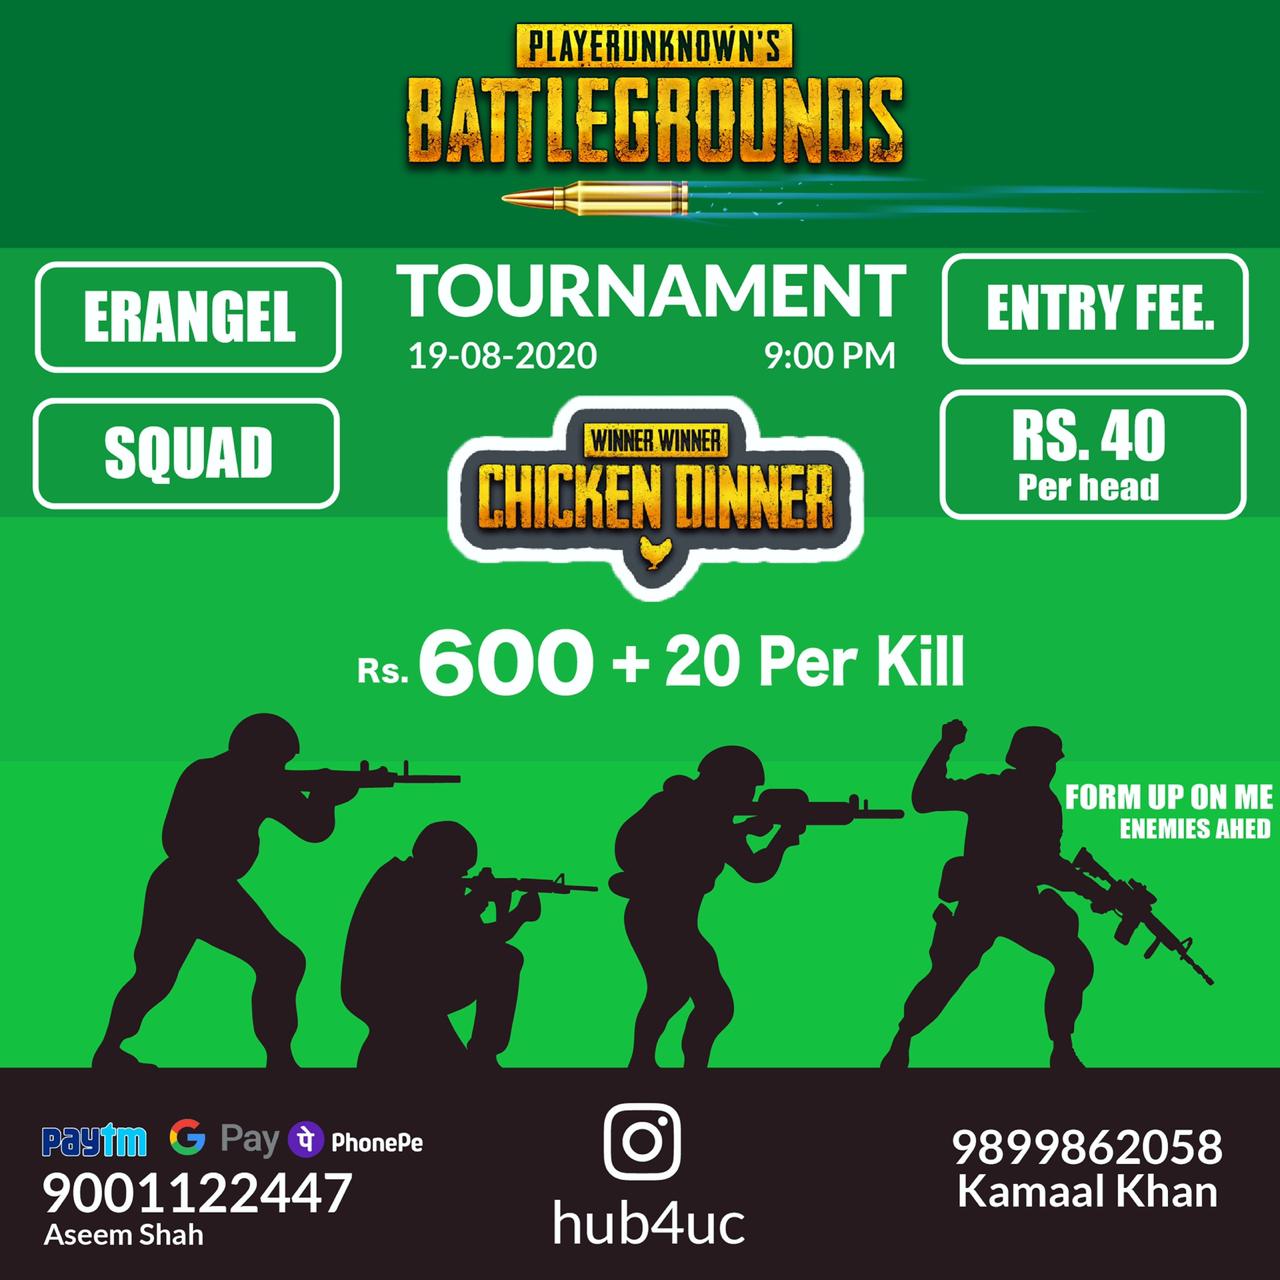 PLAYERUNKNOWN'S
BATTLEGROUNDS
TOURNAMENT
19-08-2020 9:00 PM
ERANGEL
SQUAD
ENTRY FEE.
RS. 40
Per head
WINNER WINNER
CHICKEN DINNER
Rs. 600 + 20 Per Kill
FORM UP ON ME
ENEMIES AHED
paytm G Pay पे PhonePe
9001122447
Aseem Shah
hub4uc
9899862058
Kamaal Khan